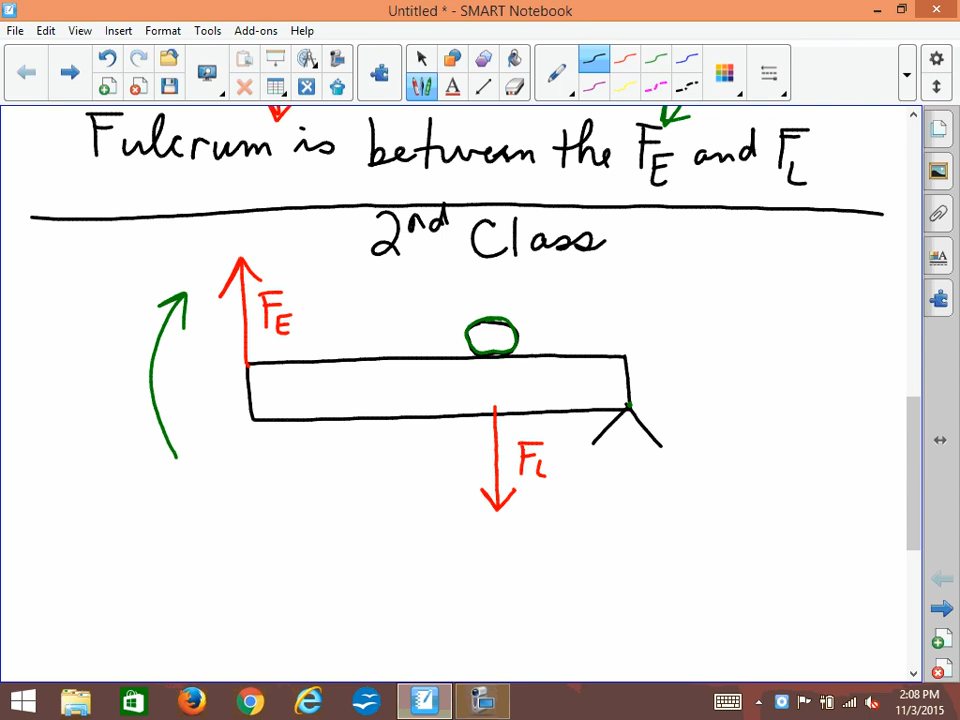 Untitled * - SMART Notebook
File Edit View Insert Format Tools Add-ons Help
Fulcrum is between the FE and FL
2nd Class
FE
FL
2:08 PM
11/3/2015